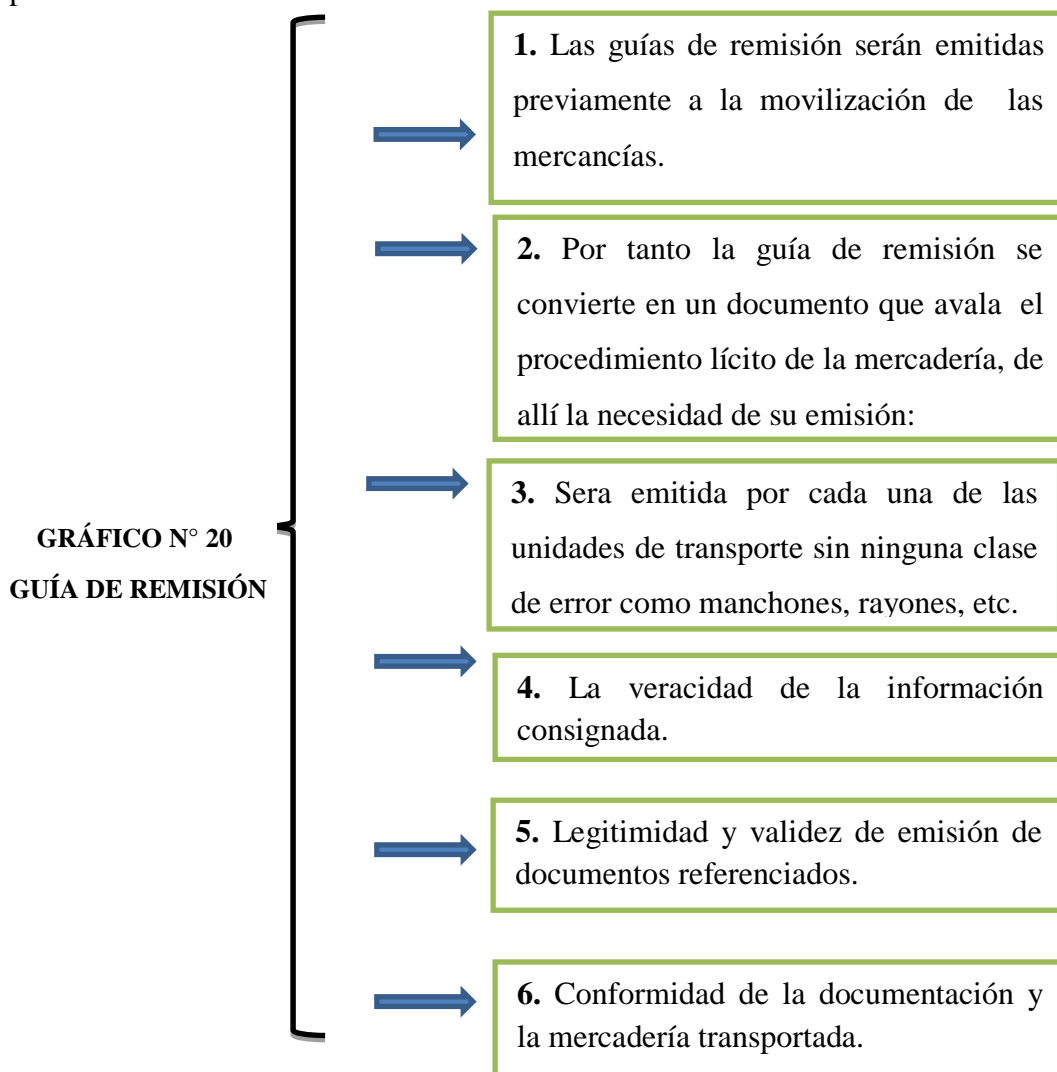 GRÁFICO N° 20
GUÍA DE REMISIÓN
1. Las guías de remisión serán emitidas
previamente a la movilización de las
mercancías.
2. Por tanto la guía de remisión se
convierte en un documento que avala el
procedimiento lícito de la mercadería, de
allí la necesidad de su emisión:
3. Sera emitida por cada una de las
unidades de transporte sin ninguna clase
de error como manchones, rayones, etc.
4. La veracidad de la información
consignada.
5. Legitimidad y validez de emisión de
documentos referenciados.
6. Conformidad de la documentación y
la mercadería transportada.